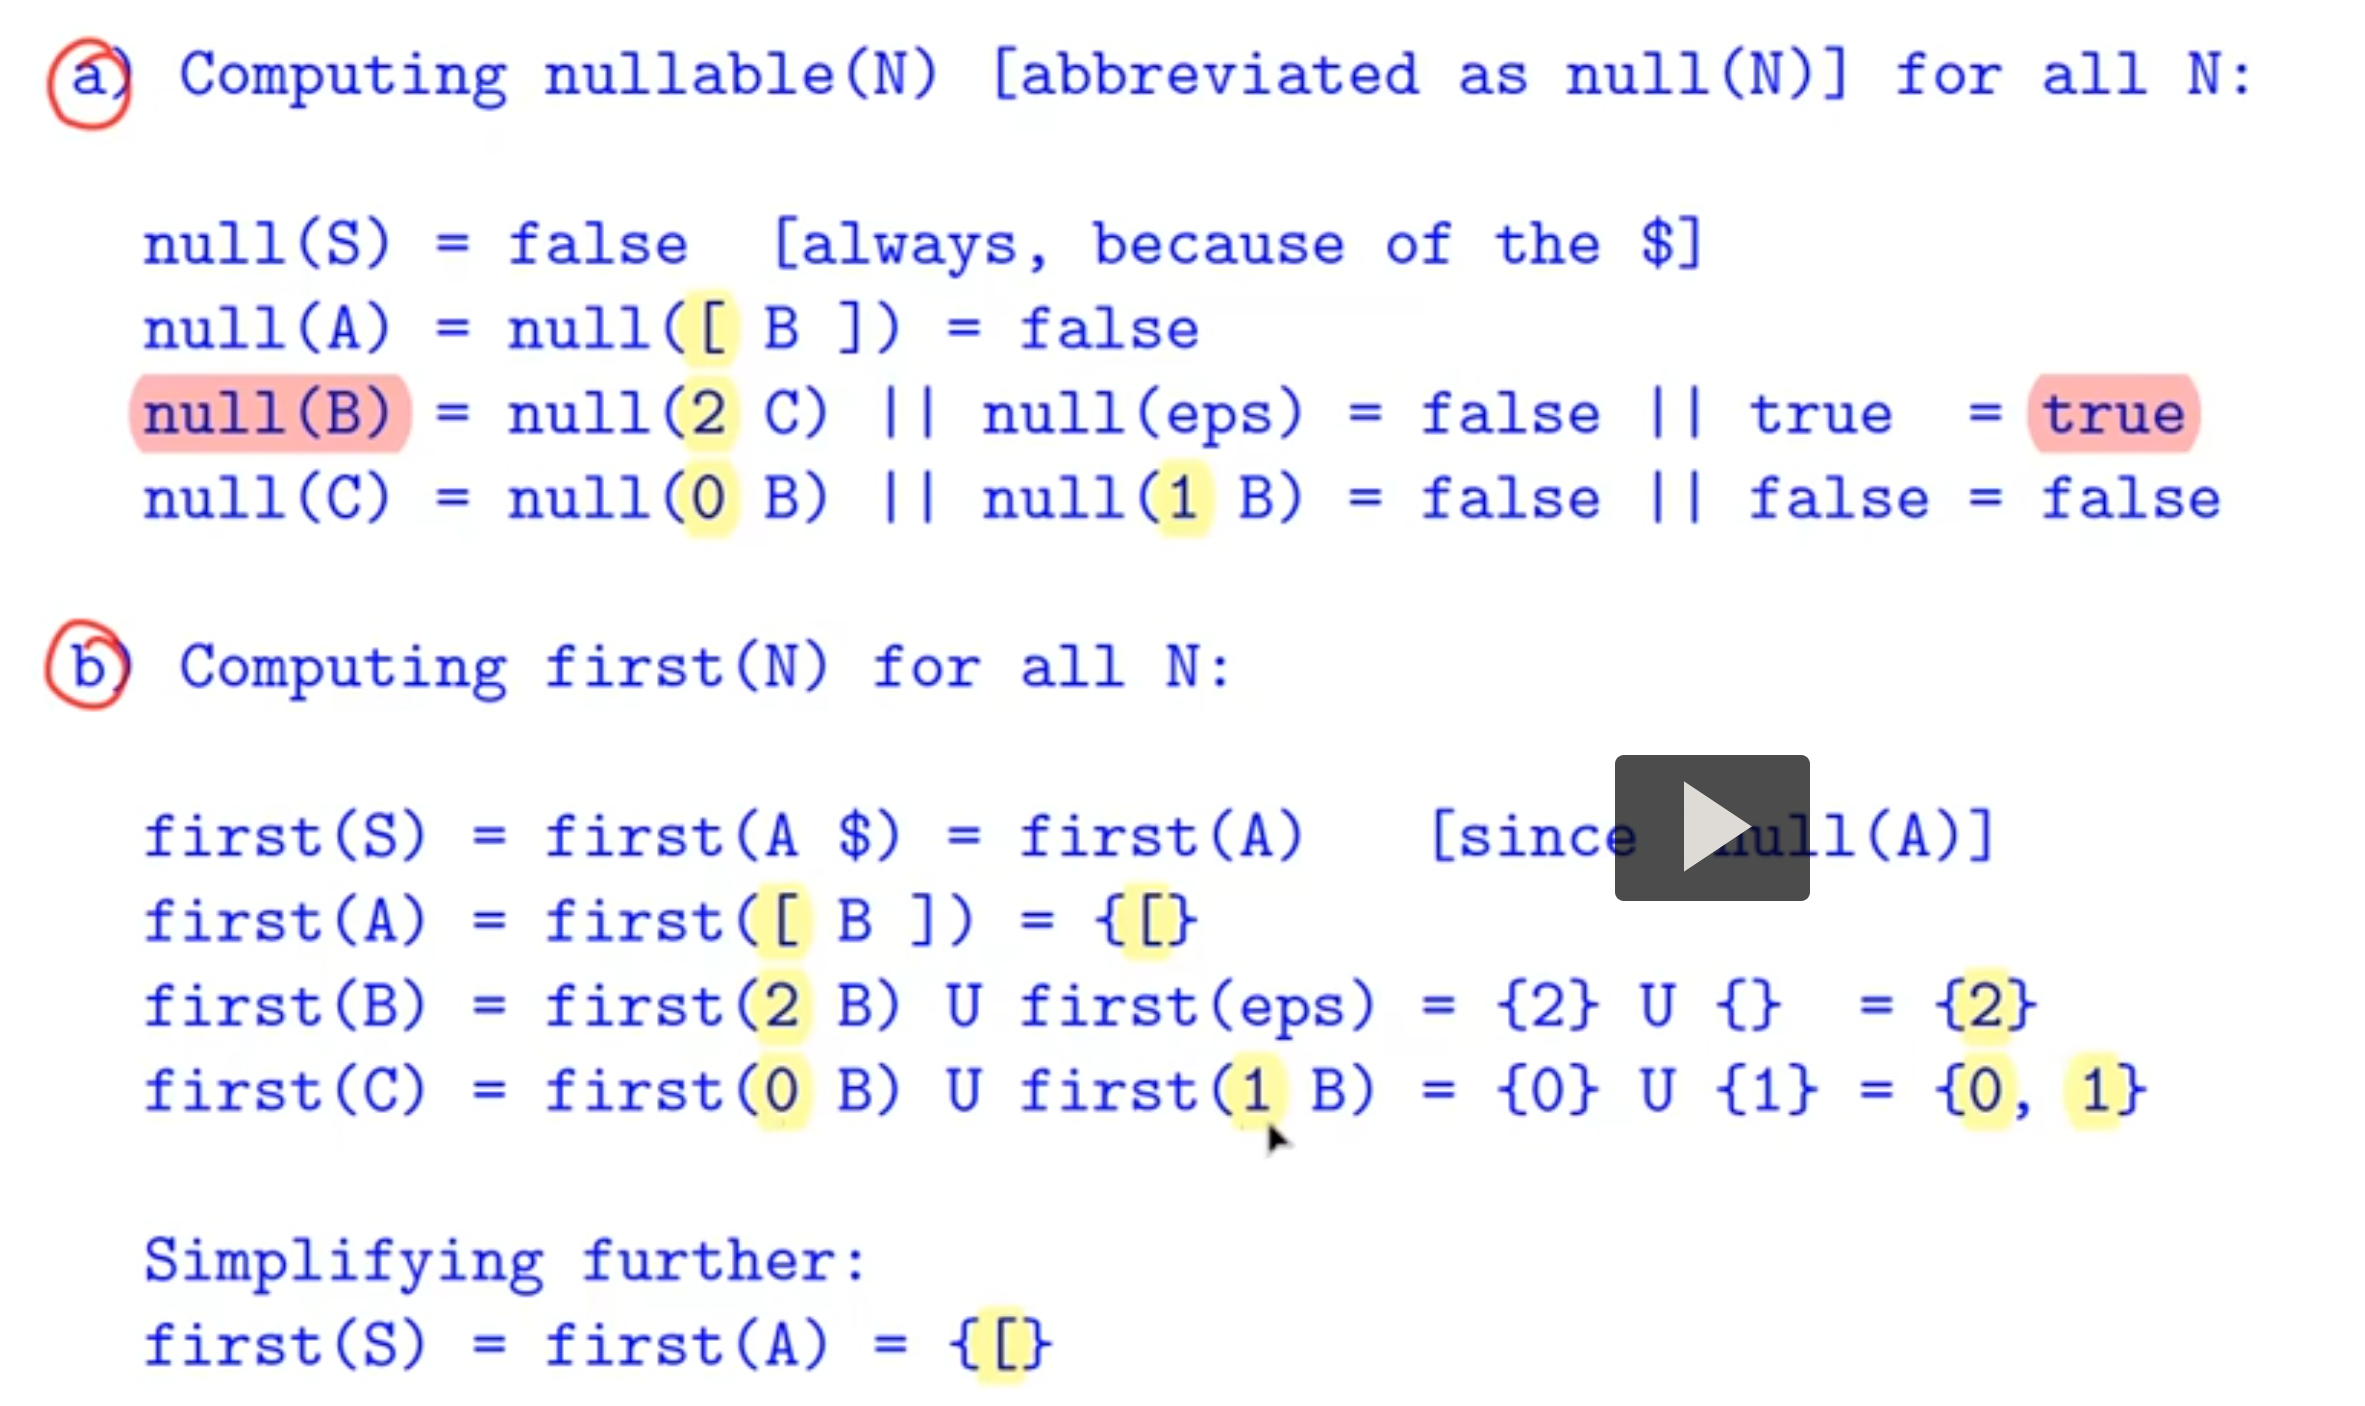 a) Computing nullable(N) [abbreviated as null(N)] for all N:
null(S) = false [always, because of the $]
null(A) = null([ B ]) = false
null(B) = null(2 C) || null(eps) = false || true = true
null(C) = null(0 B) || null(1 B) = false || false = false
b) Computing first(N) for all N:
first(S) = first(A $) = first(A) [since null(A)]
first(A) = first([ B ]) = {[}
first(B) = first(2 B) U first(eps) = {2} U {} = {2}
first(C) = first(0 B) U first(1 B) = {0} U {1} = {0, 1}
Simplifying further:
first(S) = first(A) = {[}